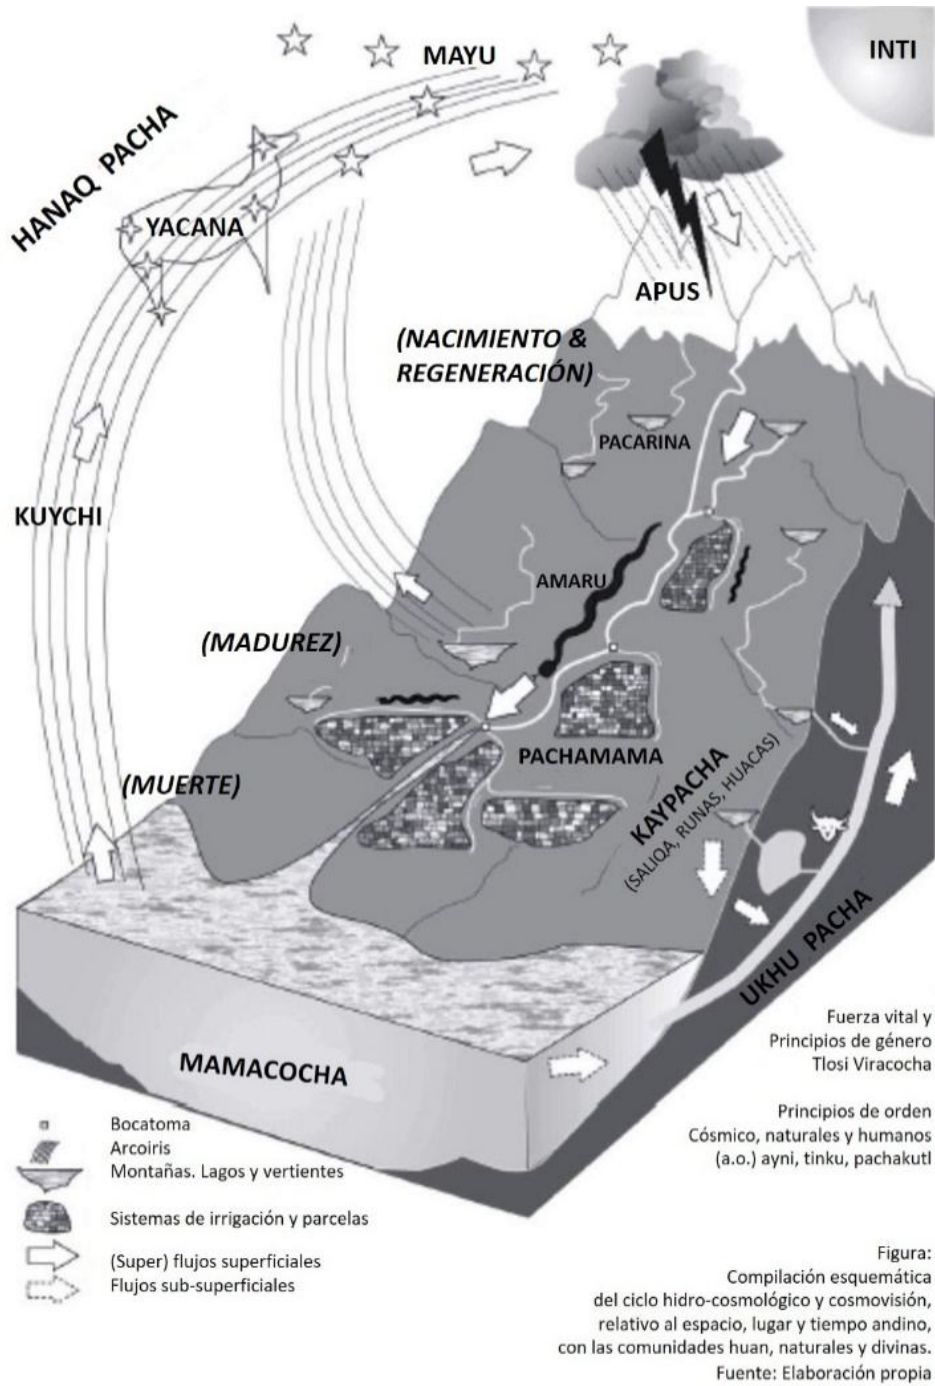 MAYU
INTI
HANAQ PACHA
YACANA
APUS
(NACIMIENTO &
REGENERACIÓN)
PACARINA
KUYCHI
AMARU
(MADUREZ)
PACHAMAMA
(MUERTE)
KAYPACHA
(SALIQA, RUNAS, HUACAS)
UKHU PACHA
MAMACOCHA
Fuerza vital y
Principios de género
Tlosi Viracocha
Principios de orden
Cósmico, naturales y humanos
(a.o.) ayni, tinku, pachakutl
Bocatoma
Arcoiris
Montañas. Lagos y vertientes
Sistemas de irrigación y parcelas
(Super) flujos superficiales
Flujos sub-superficiales
Figura:
Compilación esquemática
del ciclo hidro-cosmológico y cosmovisión,
relativo al espacio, lugar y tiempo andino,
con las comunidades huan, naturales y divinas.
Fuente: Elaboración propia